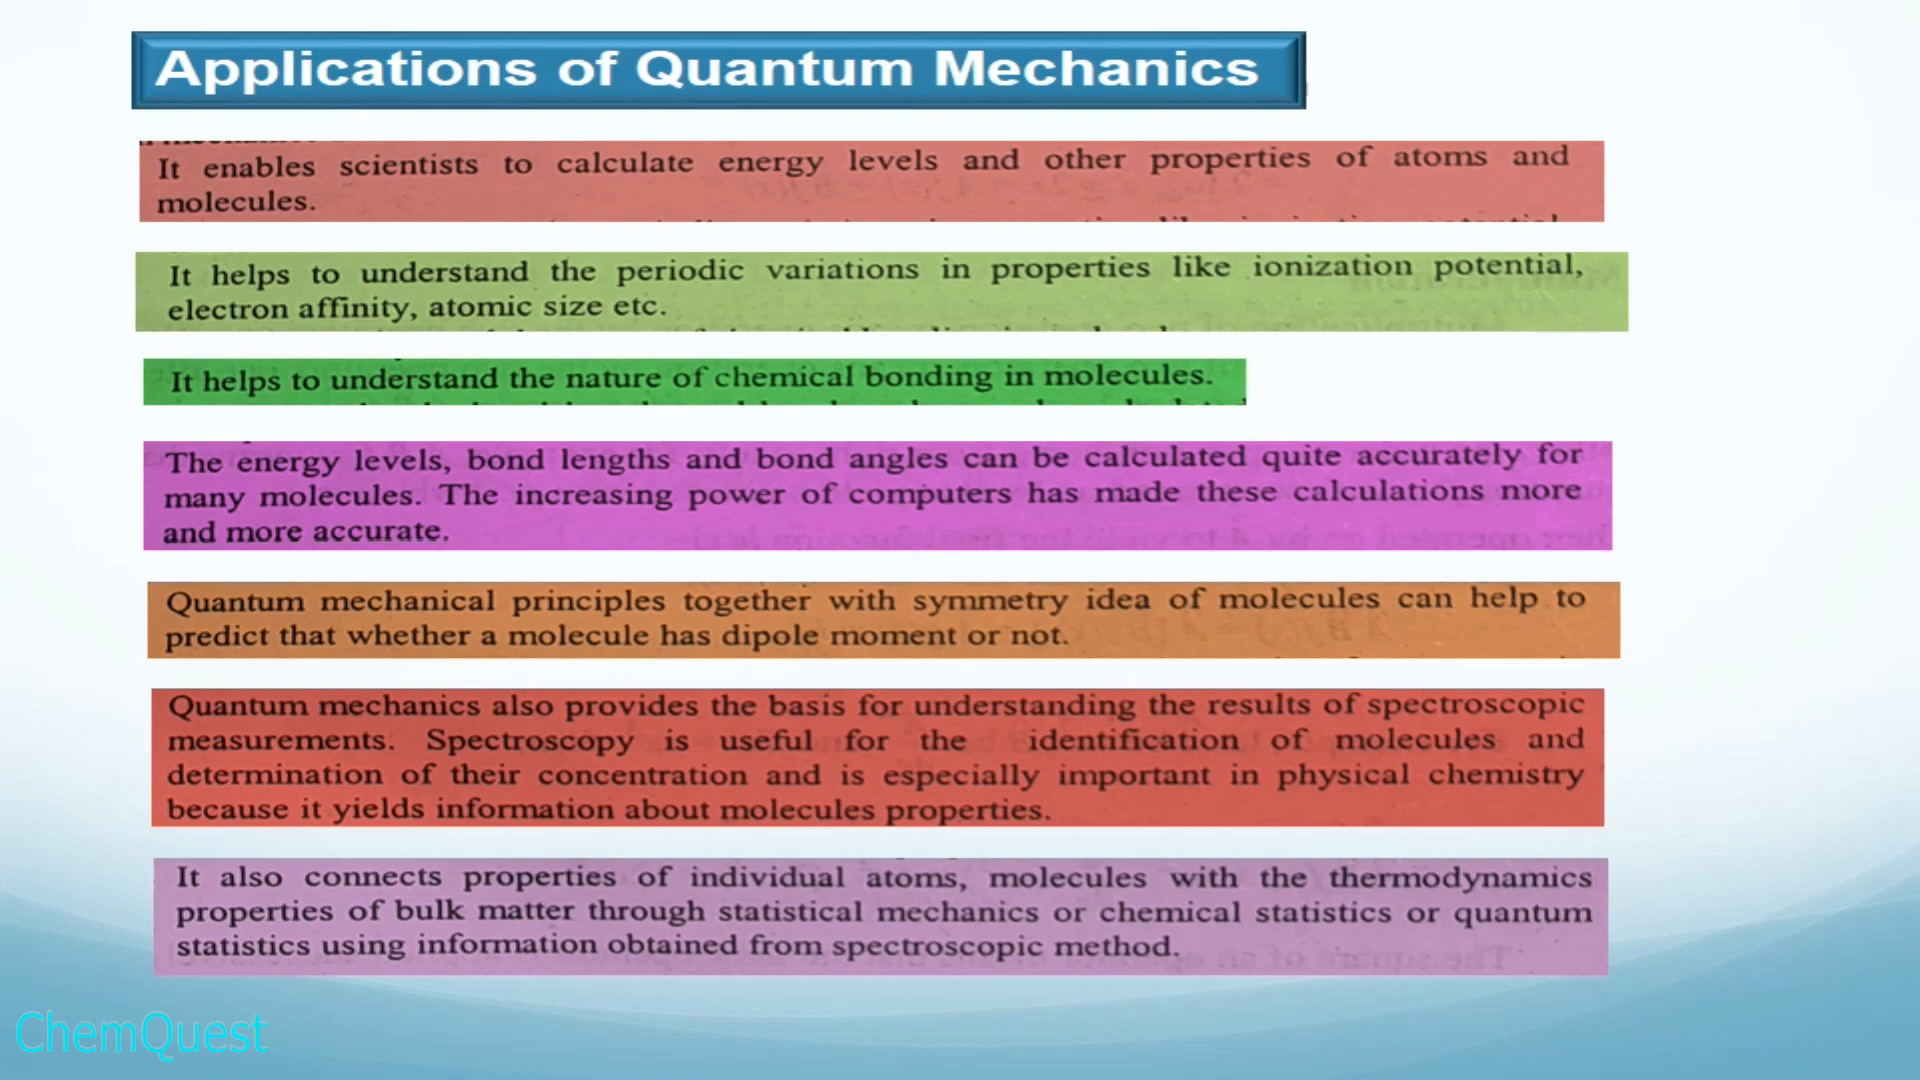 Applications of Quantum Mechanics
It enables scientists to calculate energy levels and other properties of atoms and
molecules.
It helps to understand the periodic variations in properties like ionization potential,
electron affinity, atomic size etc.
It helps to understand the nature of chemical bonding in molecules.
The energy levels, bond lengths and bond angles can be calculated quite accurately for
many molecules. The increasing power of computers has made these calculations more
and more accurate.
Quantum mechanical principles together with symmetry idea of molecules can help to
predict that whether a molecule has dipole moment or not.
Quantum mechanics also provides the basis for understanding the results of spectroscopic
measurements. Spectroscopy is useful for the identification of molecules and
determination of their concentration and is especially important in physical chemistry
because it yields information about molecules properties.
It also connects properties of individual atoms, molecules with the thermodynamics
properties of bulk matter through statistical mechanics or chemical statistics or quantum
statistics using information obtained from spectroscopic method.
ChemQuest